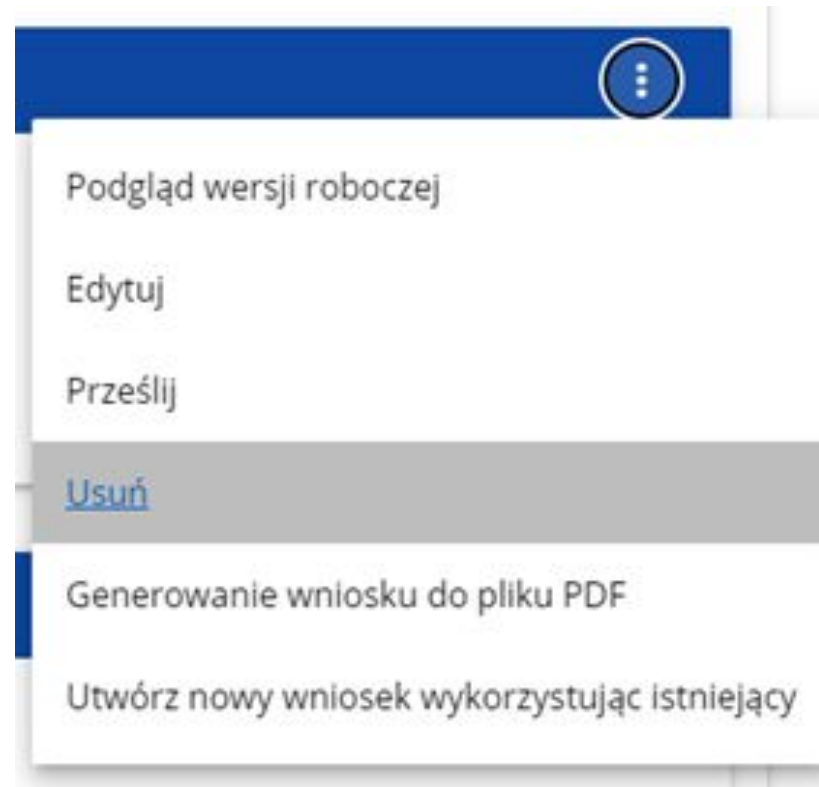 Podgląd wersji roboczej
Edytuj
Prześlij
Usuń
Generowanie wniosku do pliku PDF
Utwórz nowy wniosek wykorzystując istniejący